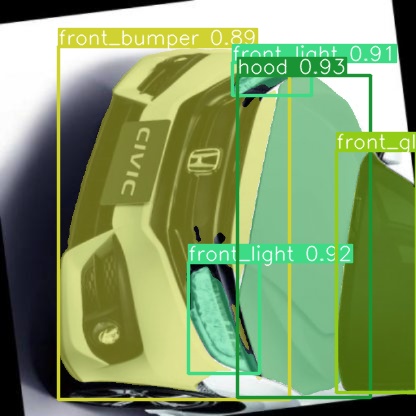 front_bumper 0.89
front_light 0.91
hood 0.93
front_gl
front_light 0.92
CIVIC